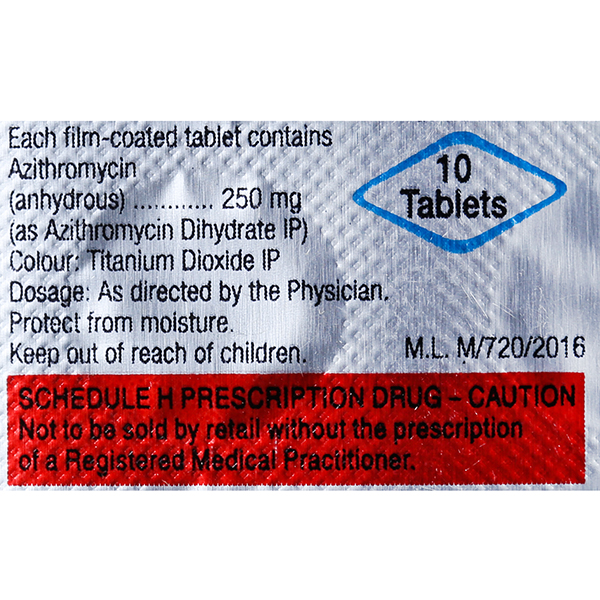 Each film-coated tablet contains
Azithromycin
(anhydrous) ............ 250 mg
(as Azithromycin Dihydrate IP)
Colour: Titanium Dioxide IP
Dosage: As directed by the Physician.
Protect from moisture.
Keep out of reach of children.
10
Tablets
M.L. M/720/2016
SCHEDULE H PRESCRIPTION DRUG – CAUTION
Not to be sold by retail without the prescription
of a Registered Medical Practitioner.